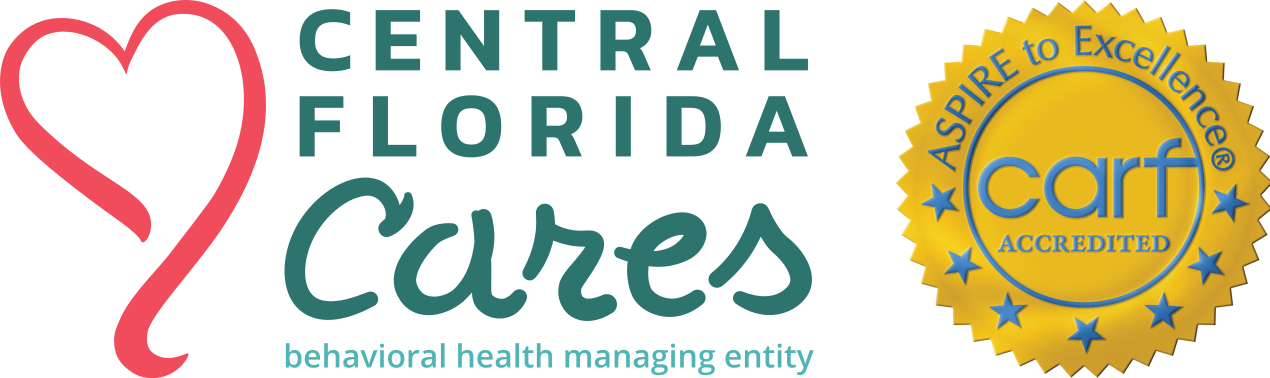 CENTRAL
FLORIDA
Cares
behavioral health managing entity
ASPIRE to Excellence®
carf
ACCREDITED